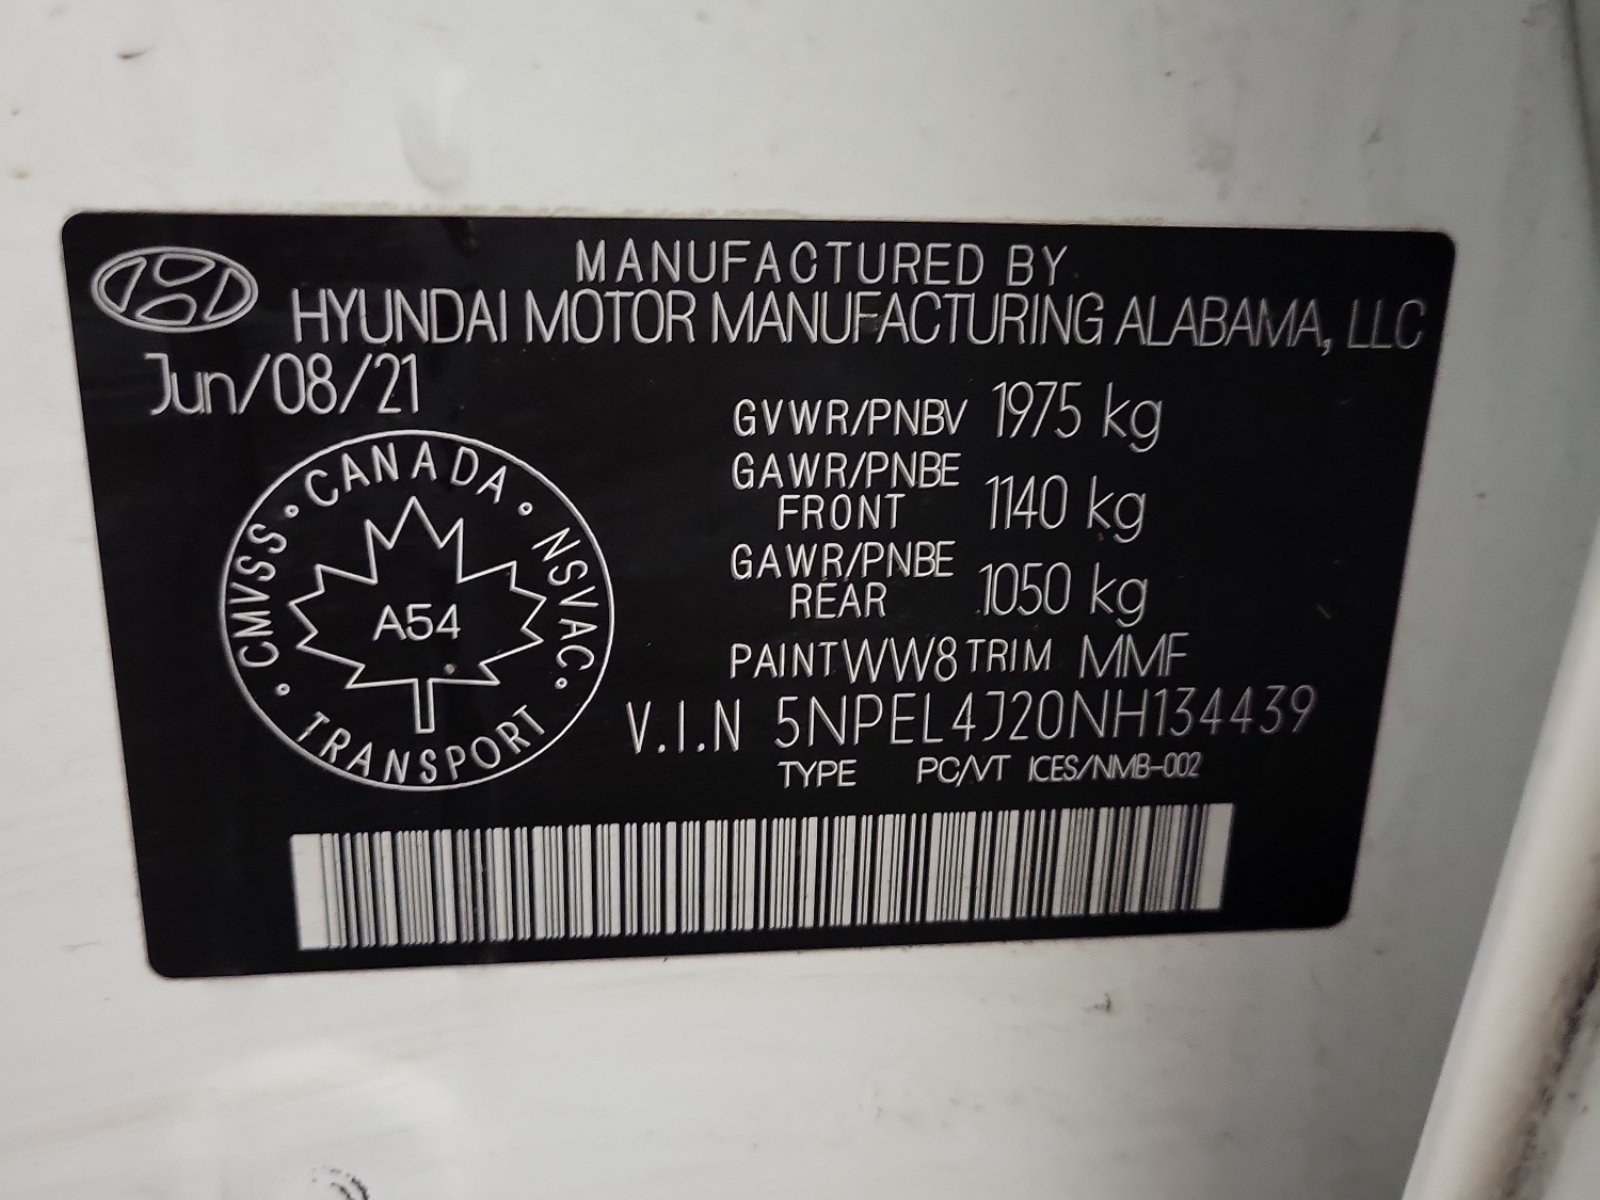 MANUFACTURED BY
HYUNDAI MOTOR MANUFACTURING ALABAMA, LLC
Jun/08/21
GVWR/PNBV 1975 kg
GAWR/PNBE
FRONT 1140 kg
GAWR/PNBE
REAR 1050 kg
PAINT WW8 TRIM MMF
V.I.N 5NPEL4J20NH134439
TYPE PC/VT ICES/NMB-002
CMVSS • CANADA • NSVAC •
A54
TRANSPORT